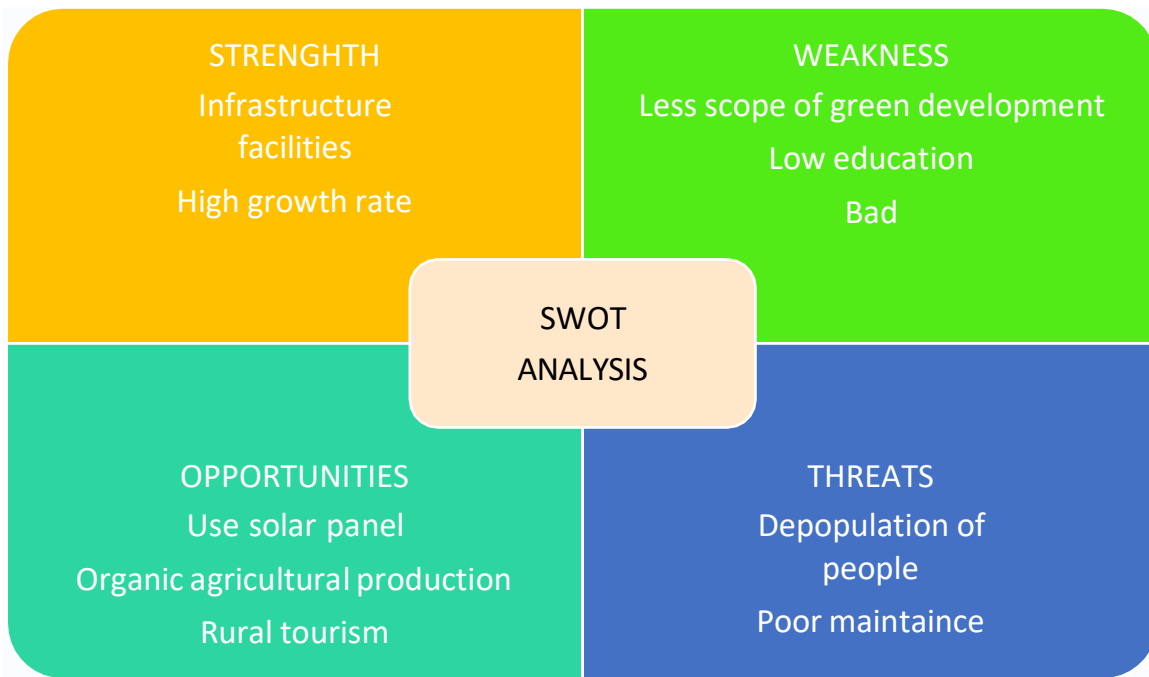 STRENGHTH
Infrastructure
facilities
High growth rate
WEAKNESS
Less scope of green development
Low education
Bad
SWOT
ANALYSIS
OPPORTUNITIES
Use solar panel
Organic agricultural production
Rural tourism
THREATS
Depopulation of
people
Poor maintaince